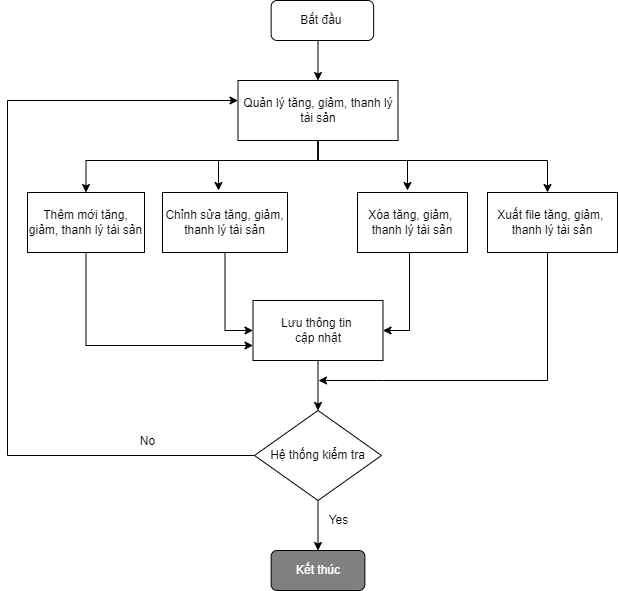 Bắt đầu
Quản lý tăng, giảm, thanh lý
tài sản
Thêm mới tăng,
giảm, thanh lý tài sản
Chỉnh sửa tăng, giảm,
thanh lý tài sản
Xóa tăng, giảm,
thanh lý tài sản
Xuất file tăng, giảm,
thanh lý tài sản
Lưu thông tin
cập nhật
Hệ thống kiểm tra
No
Yes
Kết thúc